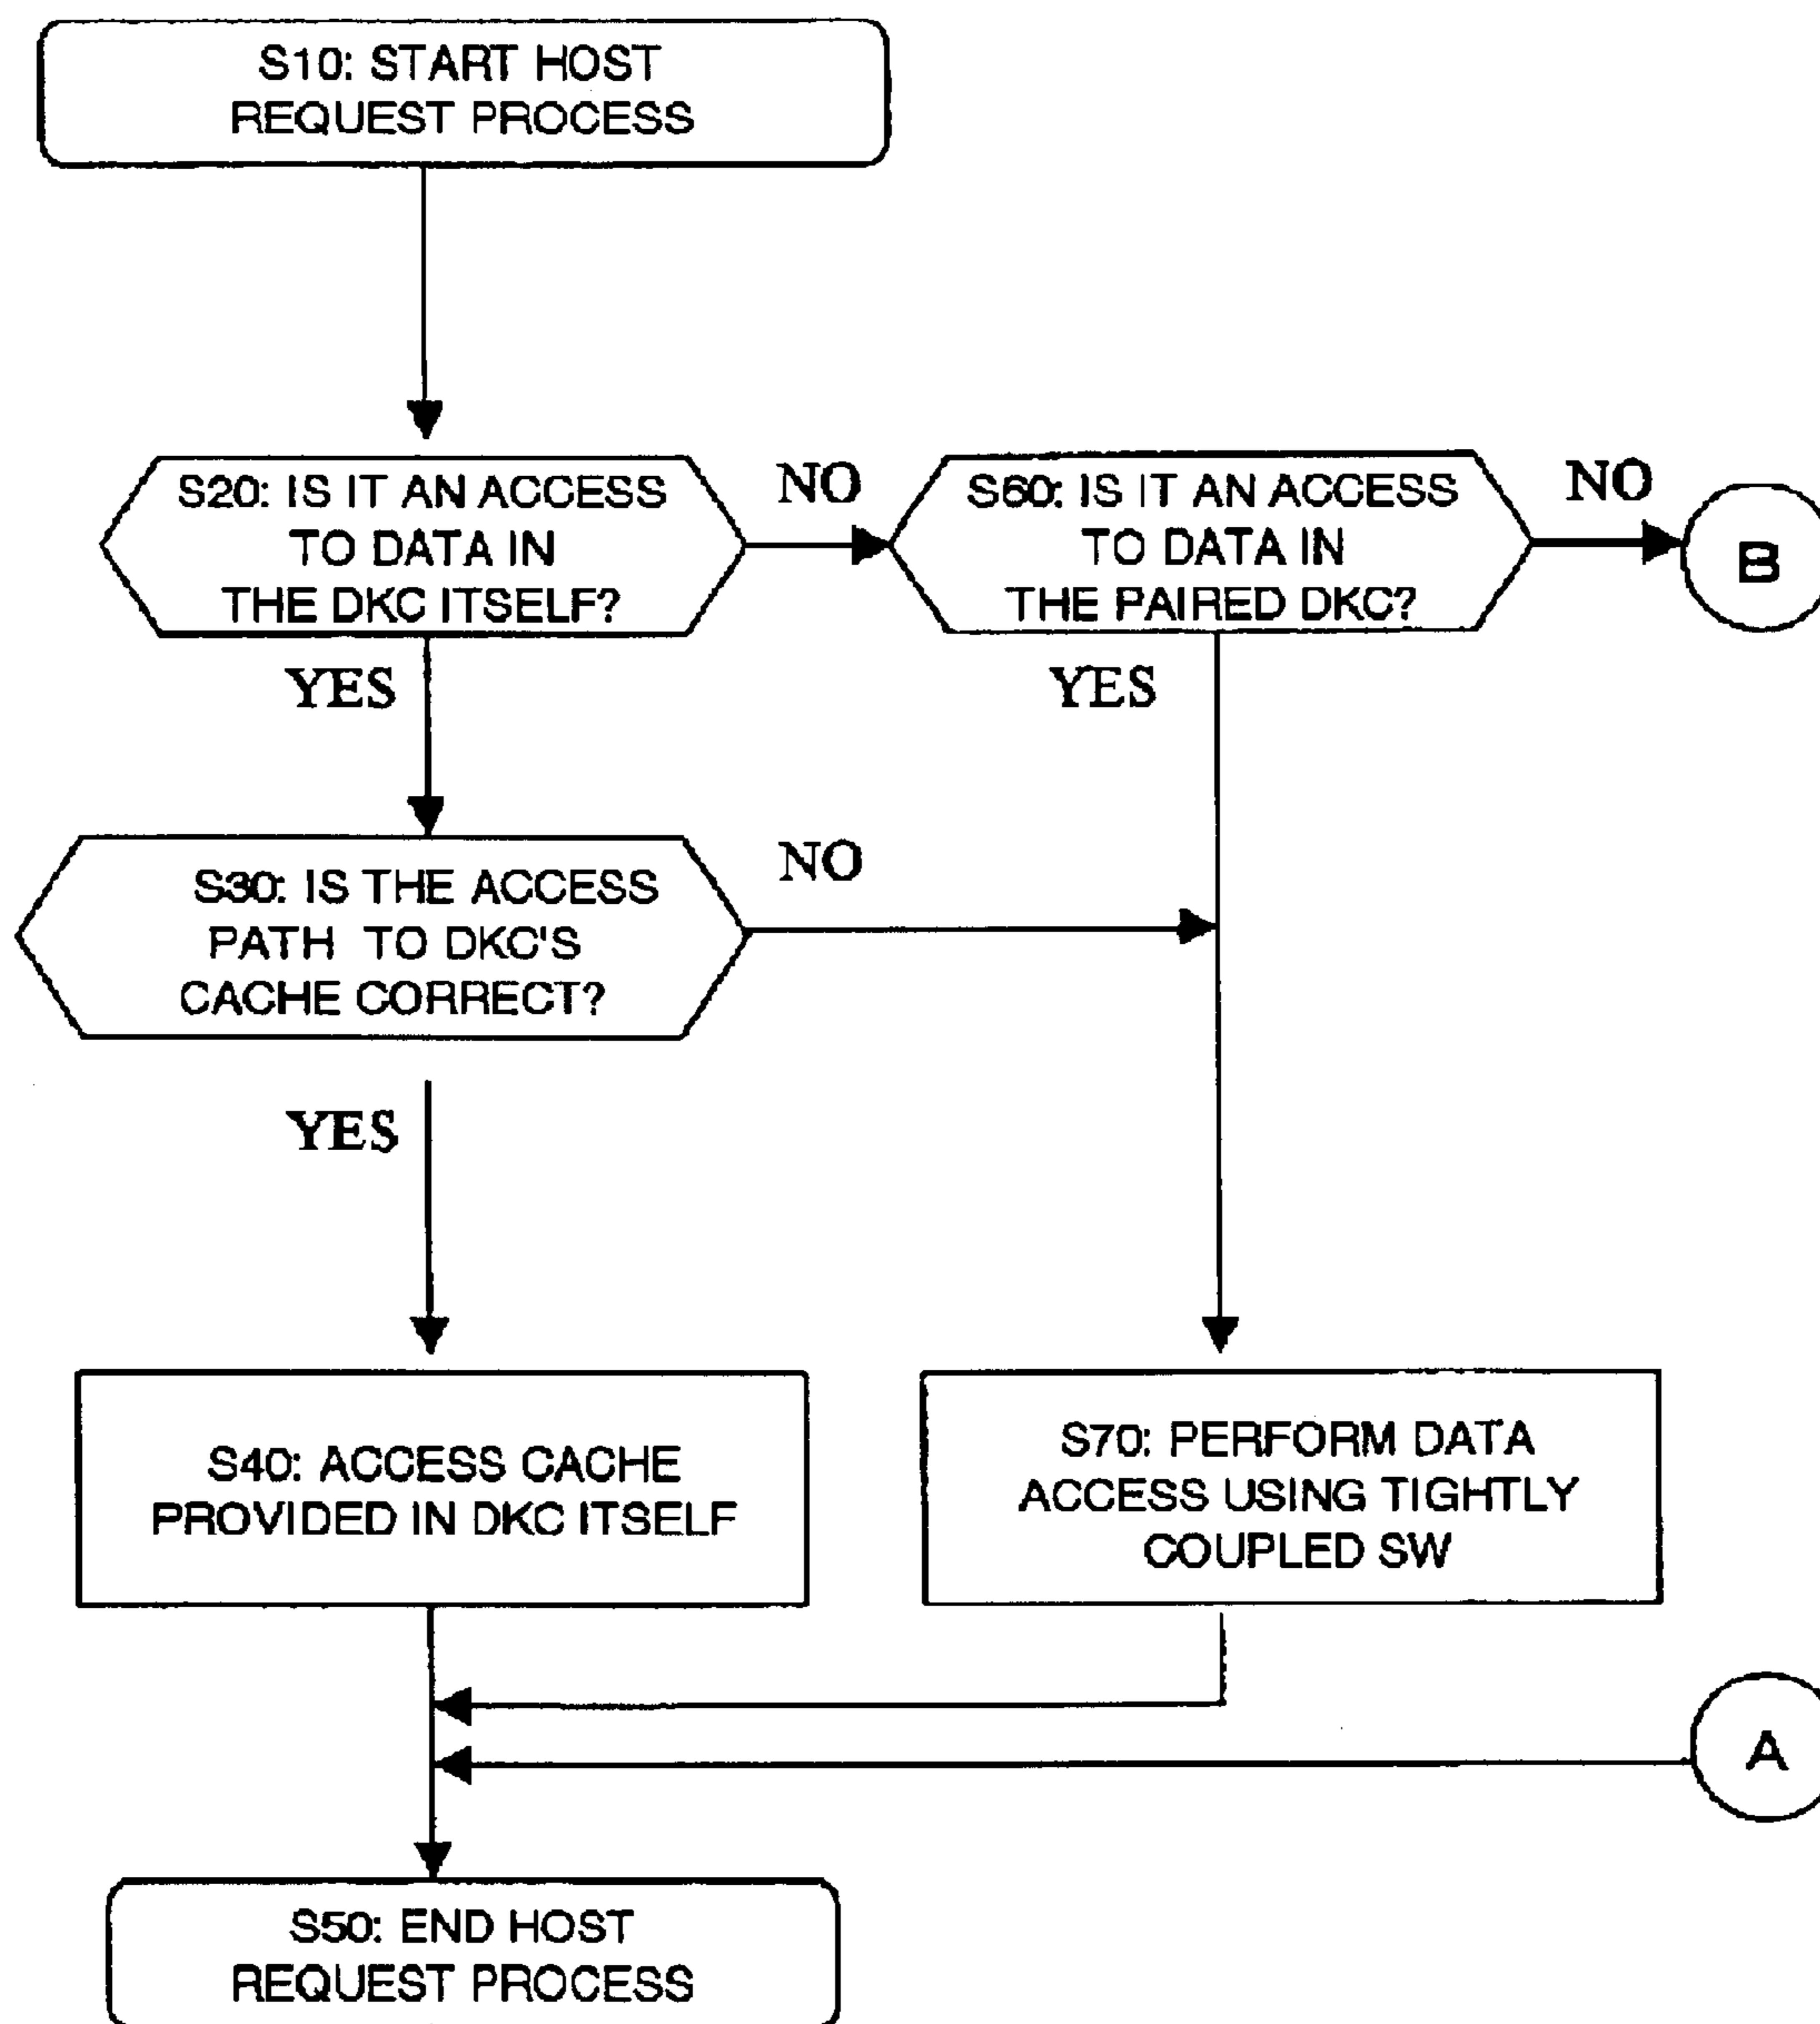 S10: START HOST
REQUEST PROCESS
S20: IS IT AN ACCESS
TO DATA IN
THE DKC ITSELF?
NO
S60: IS IT AN ACCESS
TO DATA IN
THE PAIRED DKC?
NO
B
YES
YES
S30: IS THE ACCESS
PATH TO DKC'S
CACHE CORRECT?
NO
YES
S40: ACCESS CACHE
PROVIDED IN DKC ITSELF
S70: PERFORM DATA
ACCESS USING TIGHTLY
COUPLED SW
A
S50: END HOST
REQUEST PROCESS